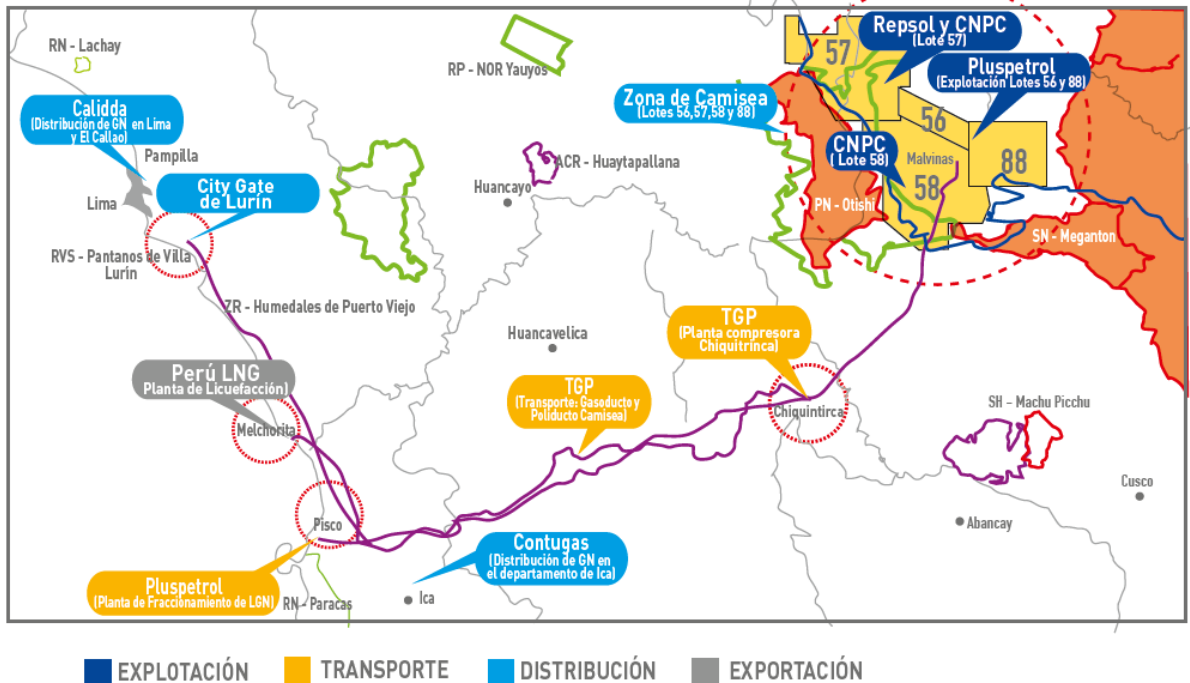 RN - Lachay
RP - NOR Yauyos
57
Repsol y CNPC
(Lote 57)
Pluspetrol
(Explotación Lotes 56 y 88)
Zona de Camisea
(Lotes 56,57,58 y 88)
Calidda
(Distribución de GN en Lima
y El Callao)
56
CNPC
( Lote 58)
Malvinas
88
58
Pampilla
ACR - Huaytapallana
Huancayo
City Gate
de Lurín
Lima
PN - Otishi
SN - Meganton
RVS - Pantanos de Villa
Lurín
ZR - Humedales de Puerto Viejo
TGP
(Planta compresora
Chiquitrinca)
Huancavelica
Perú LNG
Planta de Licuefacción)
TGP
(Transporte: Gasoducto y
Poliducto Camisea)
Chiquintirca
SH - Machu Picchu
Melchorita
Cusco
Pisco
Abancay
Contugas
(Distribución de GN en
el departamento de Ica)
Pluspetrol
(Planta de Fraccionamiento de LGN)
RN - Paracas
Ica
EXPLOTACIÓN
TRANSPORTE
DISTRIBUCIÓN
EXPORTACIÓN